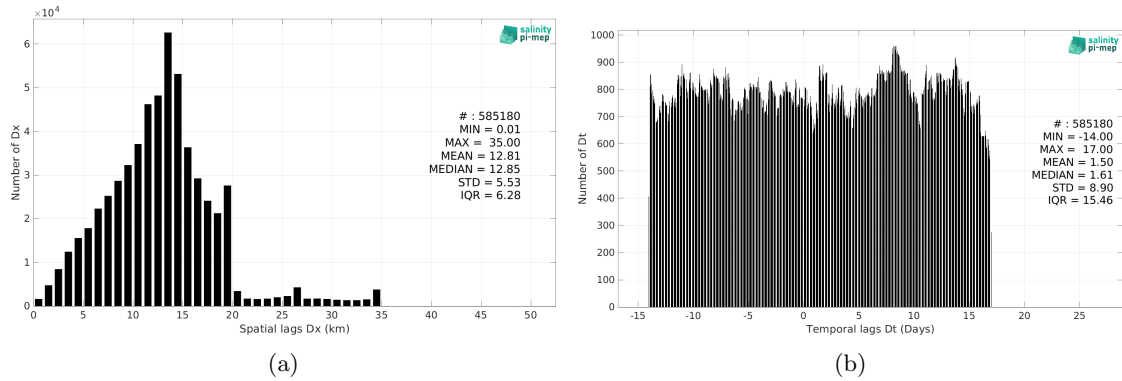 ×10⁴
salinity
pi-mep
6
5
4
3
2
1
0
Number of Dx
# : 585180
MIN = 0.01
MAX = 35.00
MEAN = 12.81
MEDIAN = 12.85
STD = 5.53
IQR = 6.28
0 5 10 15 20 25 30 35 40 45 50
Spatial lags Dx (km)
(a)
salinity
pi-mep
1000
900
800
700
600
500
400
300
200
100
0
Number of Dt
# : 585180
MIN = -14.00
MAX = 17.00
MEAN = 1.50
MEDIAN = 1.61
STD = 8.90
IQR = 15.46
-15 -10 -5 0 5 10 15 20 25
Temporal lags Dt (Days)
(b)